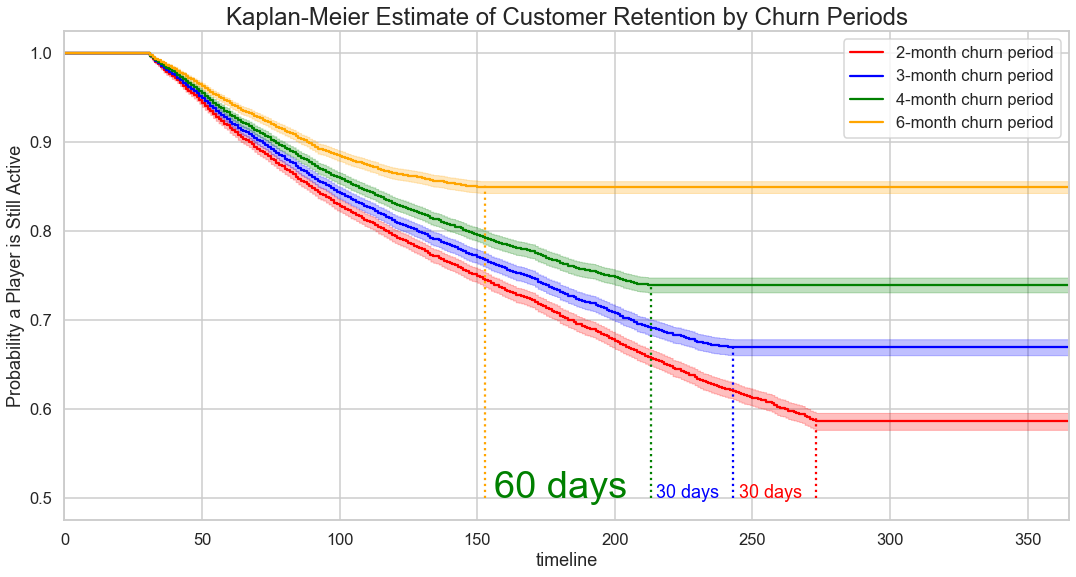 Kaplan-Meier Estimate of Customer Retention by Churn Periods
1.0
0.9
0.8
0.7
0.6
0.5
Probability a Player is Still Active
2-month churn period
3-month churn period
4-month churn period
6-month churn period
60 days
30 days
30 days
0
50
100
150
200
250
300
350
timeline